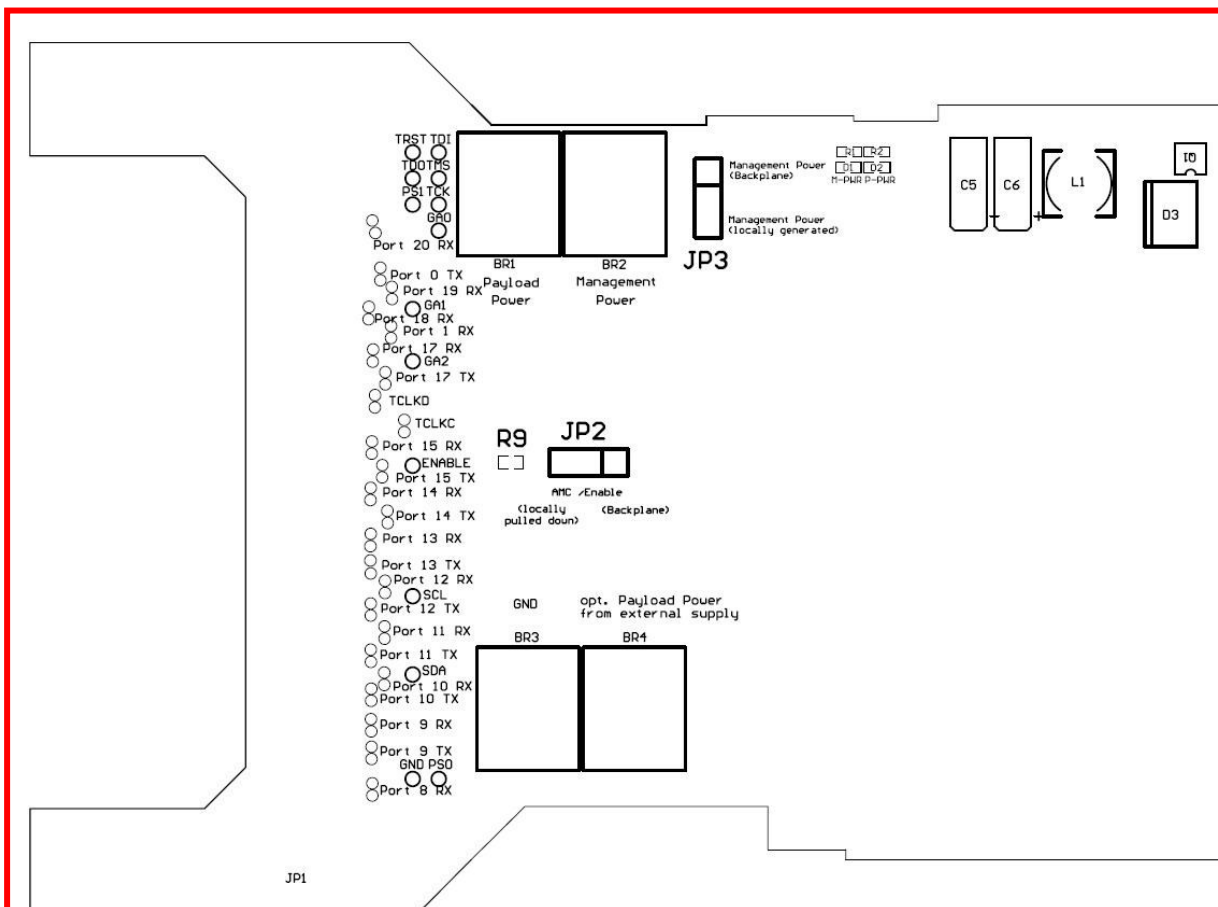 TRST TDI
TDO TMS
PS1 TCK
GA0
Port 20 RX
Port 0 TX
Port 19 RX
GA1
Port 18 RX
Port 1 RX
Port 17 RX
GA2
Port 17 TX
TCLKD
TCLKC
Port 15 RX
ENABLE
Port 15 TX
Port 14 RX
Port 14 TX
Port 13 RX
Port 13 TX
Port 12 RX
SCL
Port 12 TX
Port 11 RX
Port 11 TX
SDA
Port 10 RX
Port 10 TX
Port 9 RX
Port 9 TX
GND PS0
Port 8 RX
JP1
BR1
Payload
Power
BR2
Management
Power
Management Power
(Backplane)
Management Power
(locally generated)
JP3
R1 R2
D1 D2
M-PWR P-PWR
C5
C6
+
L1
D3
R9
JP2
AMC /Enable
(locally
pulled down)
(Backplane)
GND
opt. Payload Power
from external supply
BR3
BR4